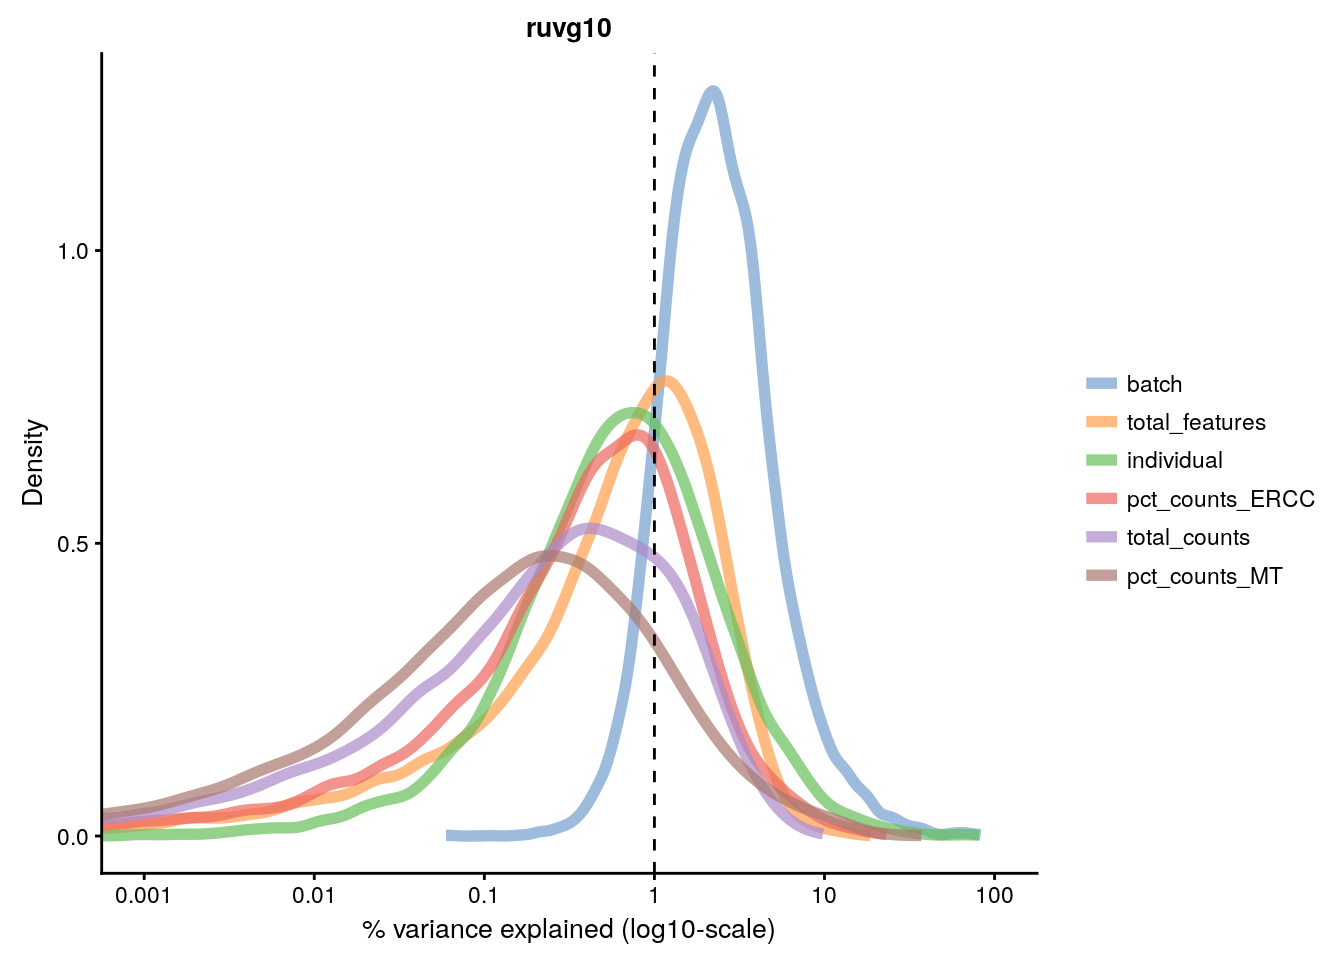 ruvg10
Density
1.0
0.5
0.0
0.001
0.01
0.1
1
10
100
% variance explained (log10-scale)
batch
total_features
individual
pct_counts_ERCC
total_counts
pct_counts_MT